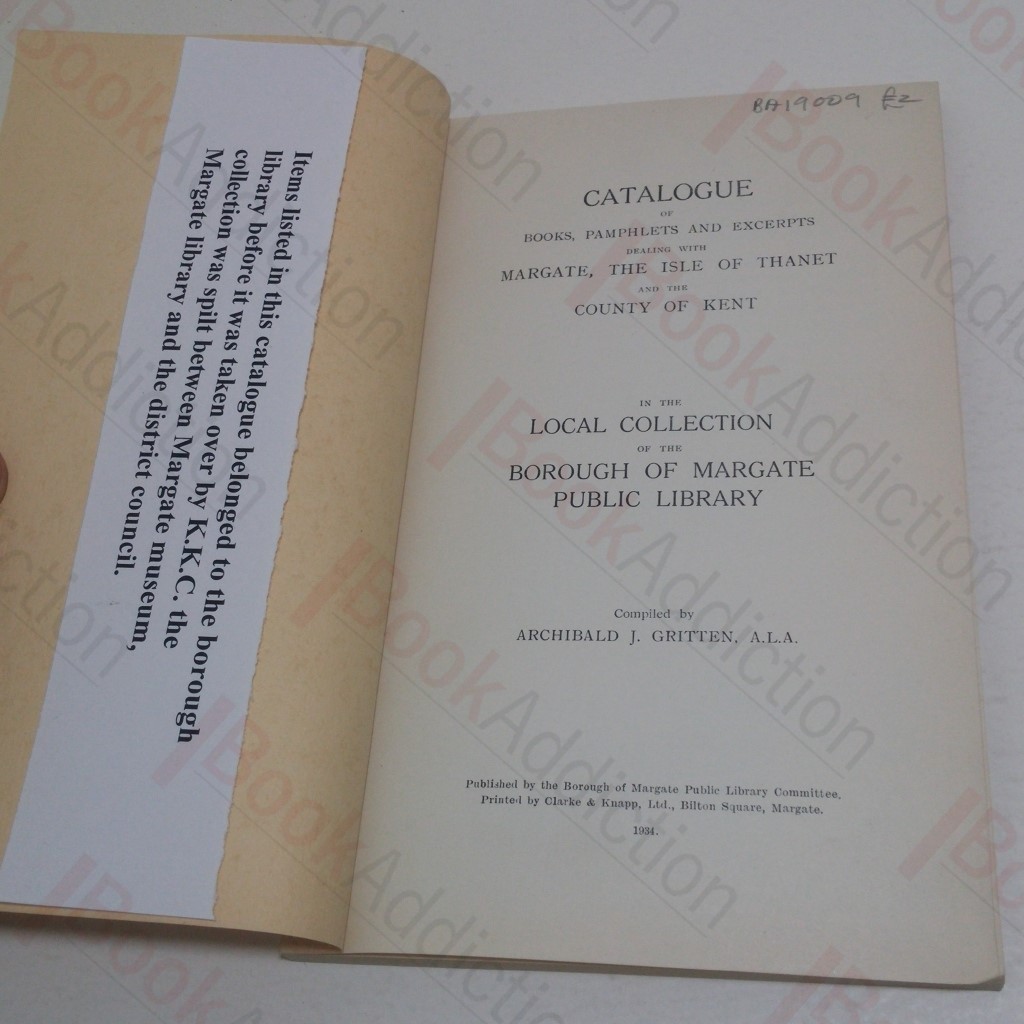 Items listed in this catalogue belonged to the borough
library before it was taken over by K.K.C. the
collection was spilt between Margate museum,
Margate library and the district council.
BA19009 £2
CATALOGUE
OF
BOOKS, PAMPHLETS AND EXCERPTS
DEALING WITH
MARGATE, THE ISLE OF THANET
AND THE
COUNTY OF KENT
IN THE
LOCAL COLLECTION
OF THE
BOROUGH OF MARGATE
PUBLIC LIBRARY
Compiled by
ARCHIBALD J. GRITTEN, A.L.A.
Published by the Borough of Margate Public Library Committee.
Printed by Clarke & Knapp, Ltd., Bilton Square, Margate.
1934.
BookAddiction